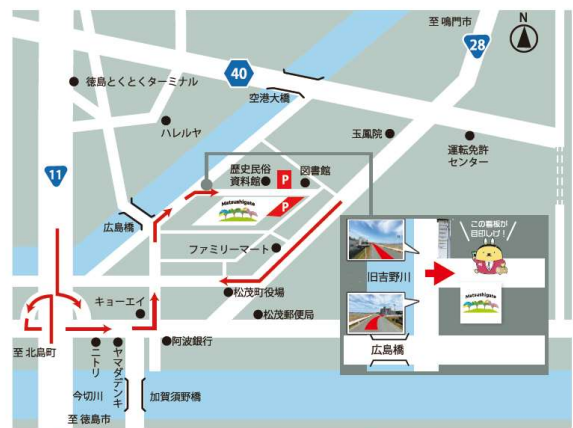 至 鳴門市
N
28
40
徳島とくとくターミナル
空港大橋
ハレルヤ
玉鳳院
運転免許
センター
歴史民俗
資料館
P
図書館
11
Matsushigate
P
広島橋
ファミリーマート
この看板が
目印しげ!
旧吉野川
Matsushigate
松茂町役場
キョーエイ
松茂郵便局
広島橋
至 北島町
ニトリ
ヤマダデンキ
阿波銀行
今切川
加賀須野橋
至 徳島市